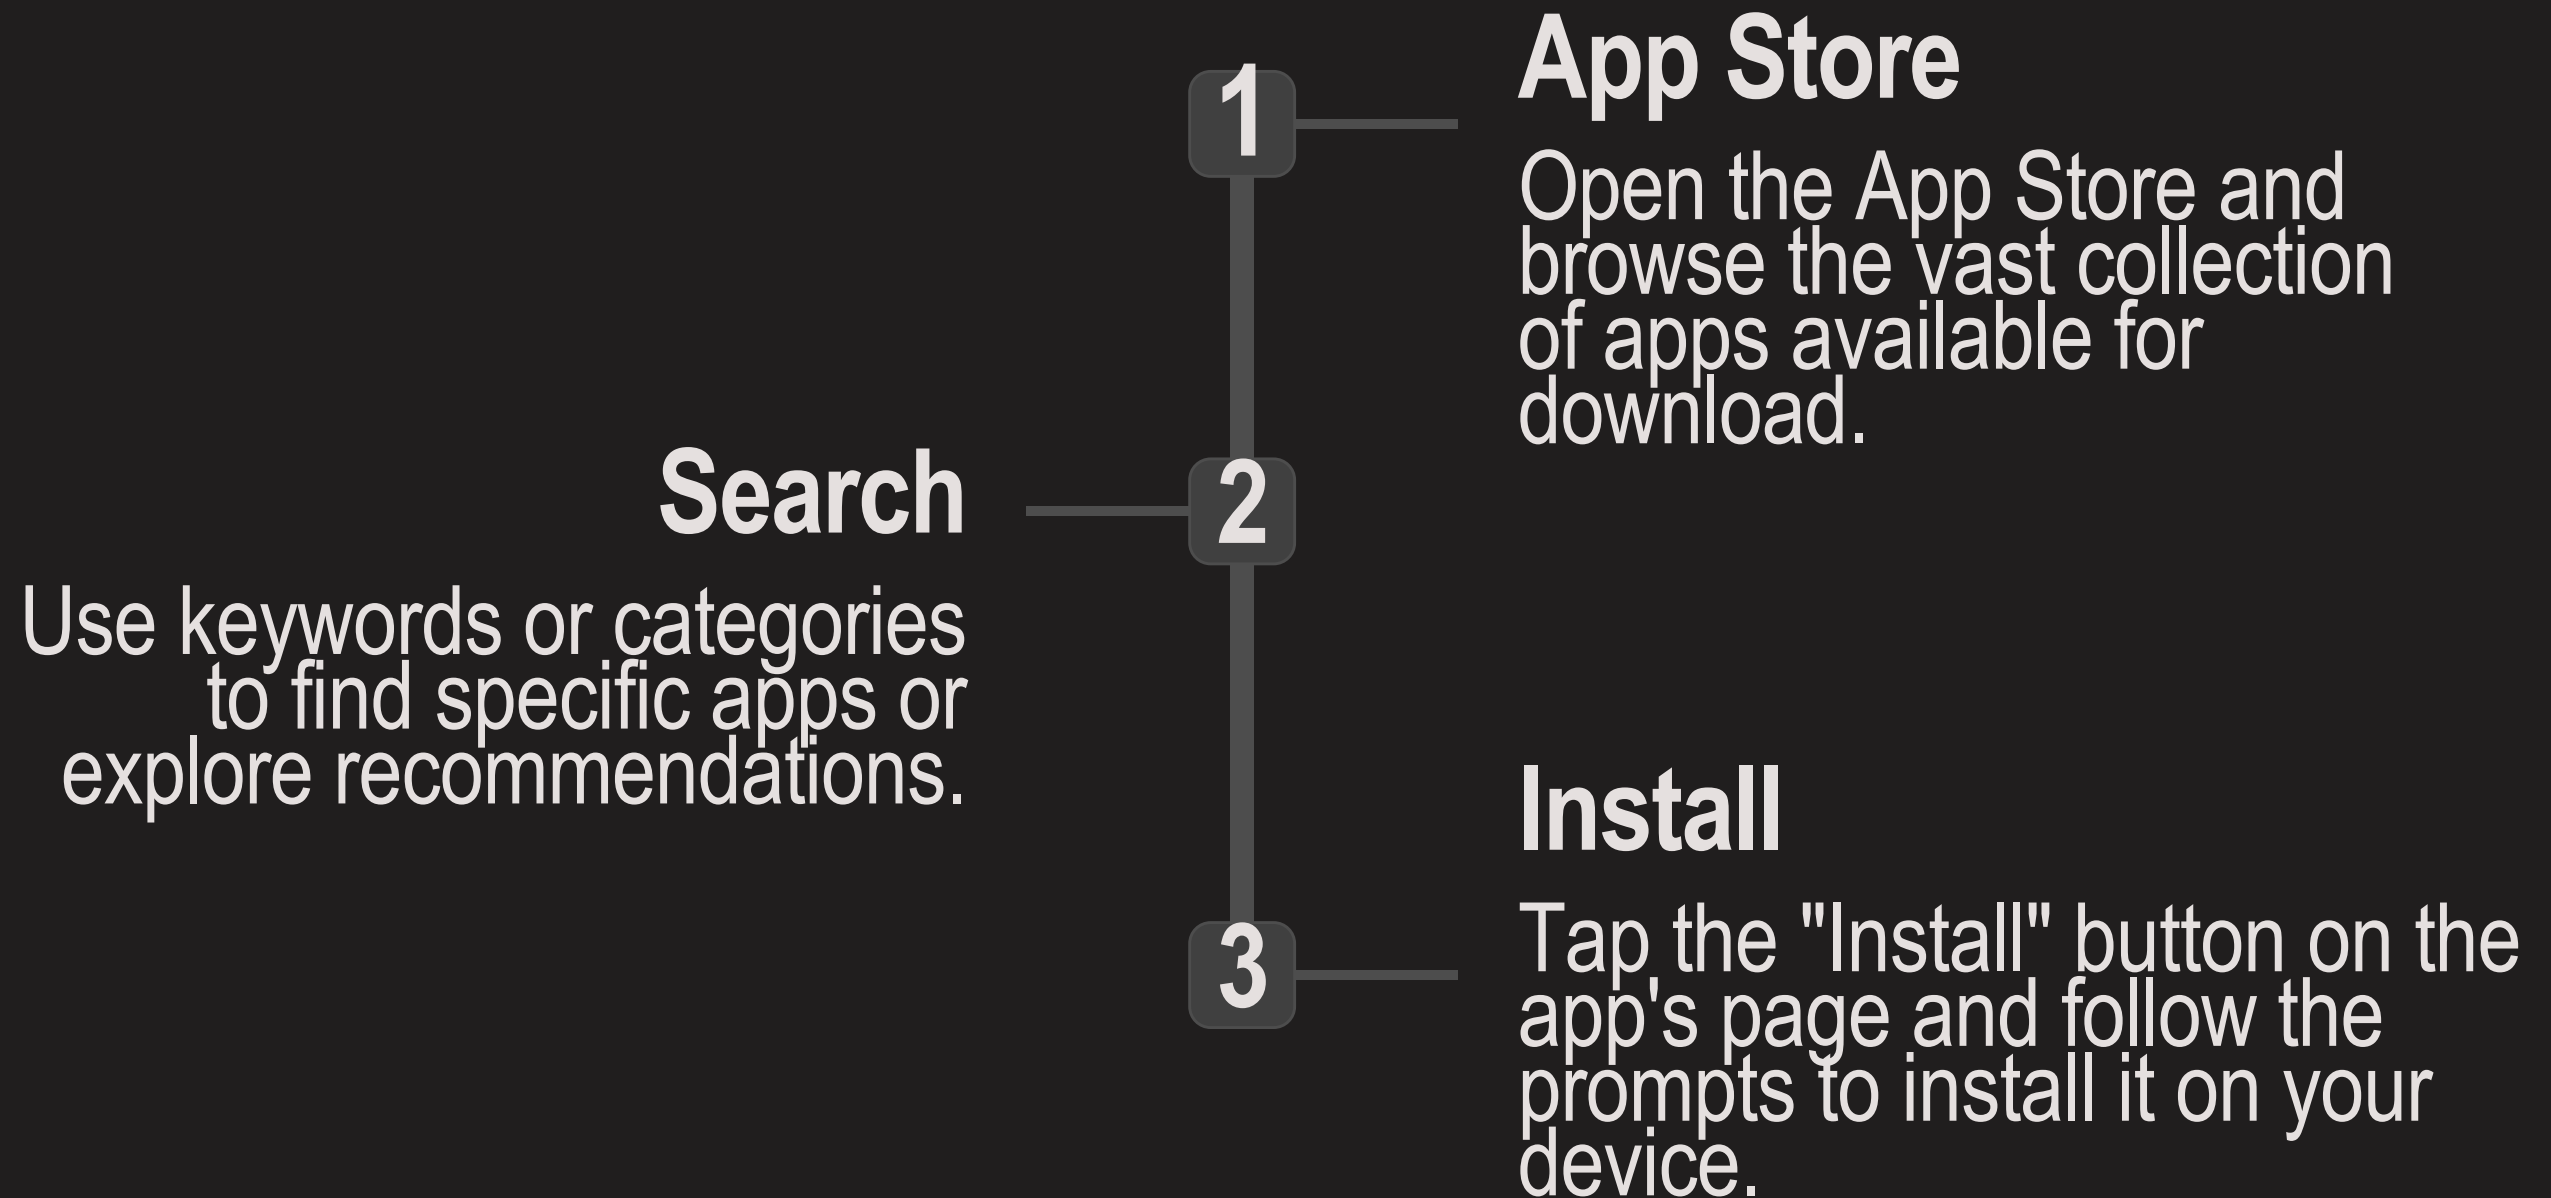 1
App Store
Open the App Store and
browse the vast collection
of apps available for
download.
2
Search
Use keywords or categories
to find specific apps or
explore recommendations.
3
Install
Tap the "Install" button on the
app's page and follow the
prompts to install it on your
device.